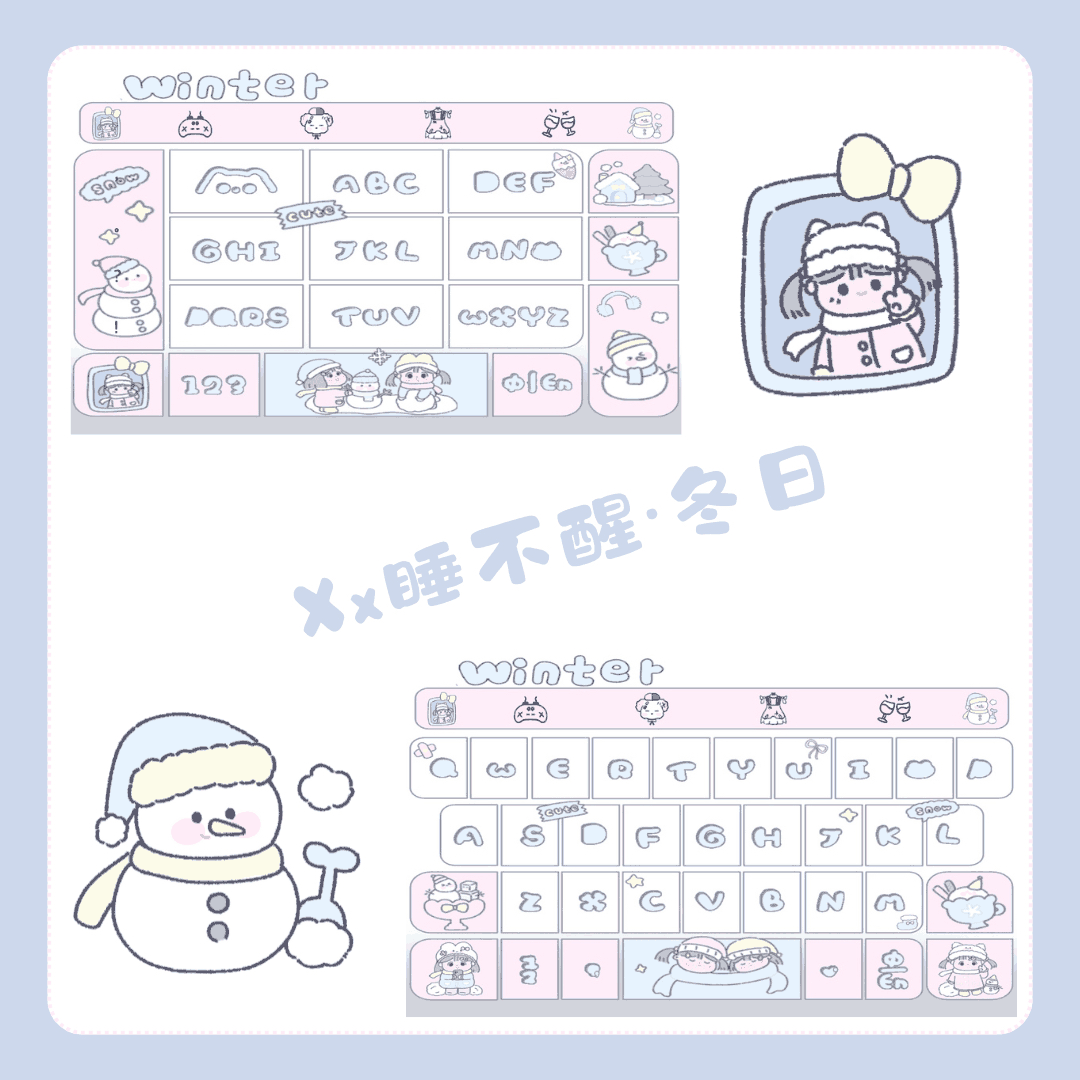 winter
snow
ABC
DEF
cute
GHI
JKL
MNO
PQRS
TUV
WXYZ
123
中|En
Xx睡不醒·冬日
winter
Q W E R T Y U I O P
cute
snow
A S D F G H J K L
Z X C V B N M
123
中|En